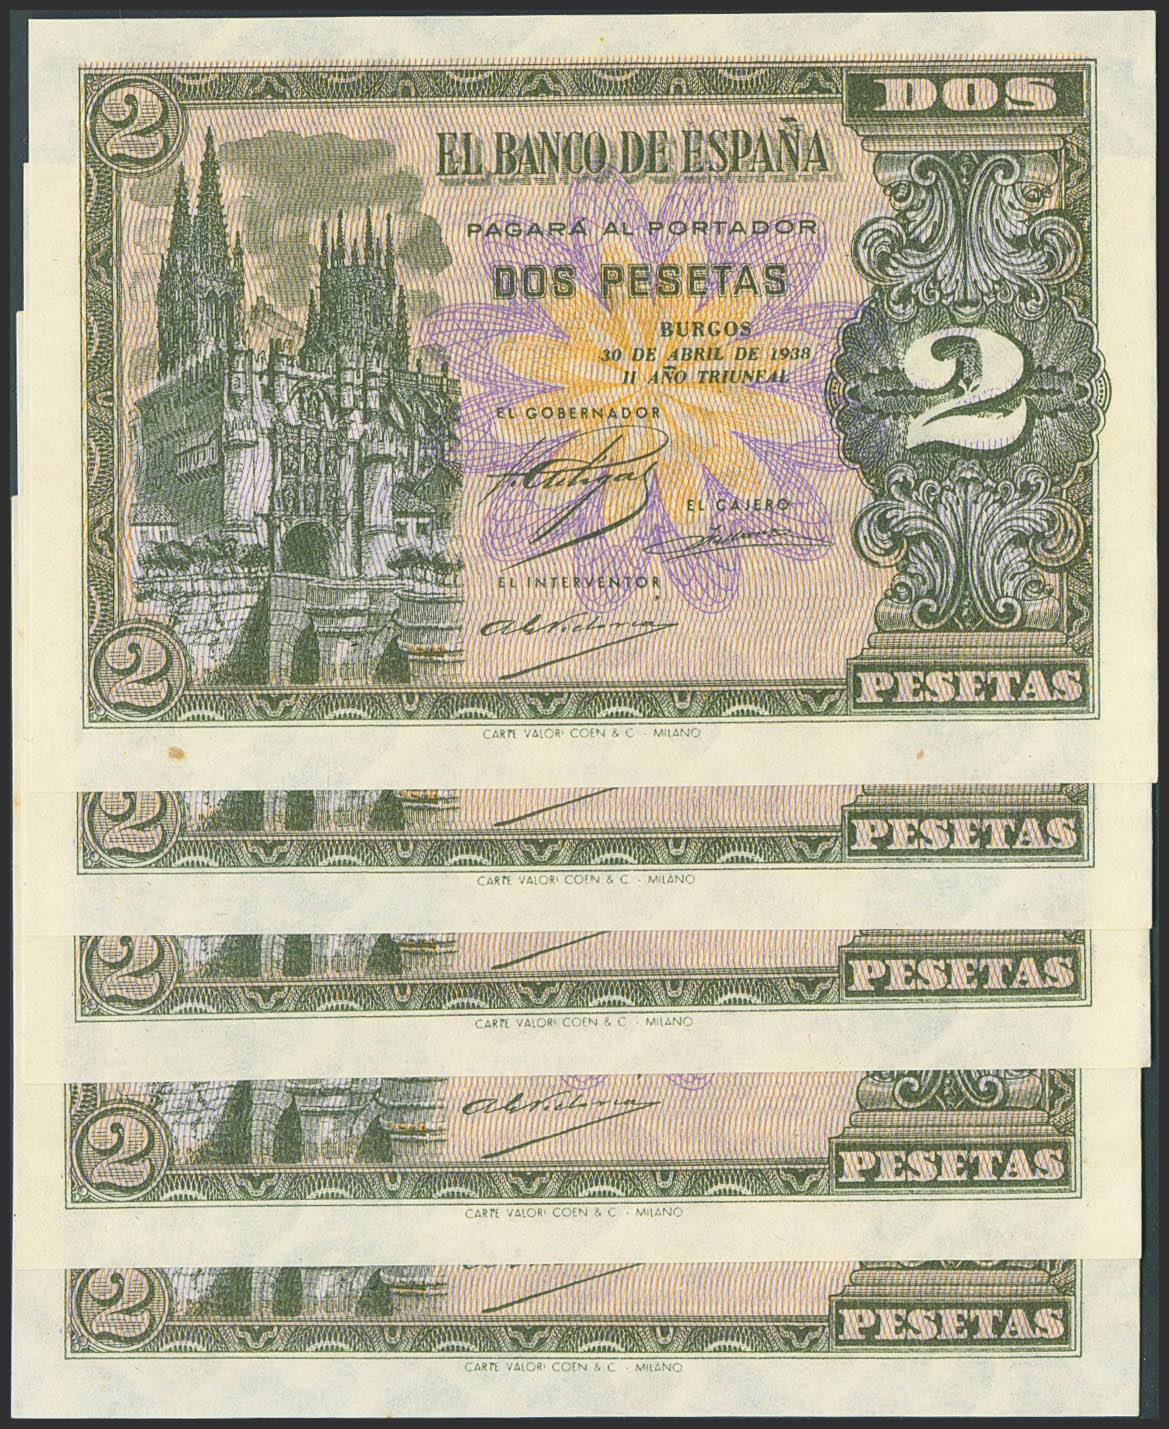 2 DOS
EL BANCO DE ESPAÑA
PAGARÁ AL PORTADOR
DOS PESETAS
BURGOS
30 DE ABRIL DE 1938
II AÑO TRIUNFAL
2
EL GOBERNADOR
EL CAJERO
EL INTERVENTOR
2 PESETAS
CARTE VALORI COEN & C - MILANO
2 PESETAS
CARTE VALORI COEN & C - MILANO
2 PESETAS
CARTE VALORI COEN & C - MILANO
2 PESETAS
CARTE VALORI COEN & C - MILANO
2 PESETAS
CARTE VALORI COEN & C - MILANO